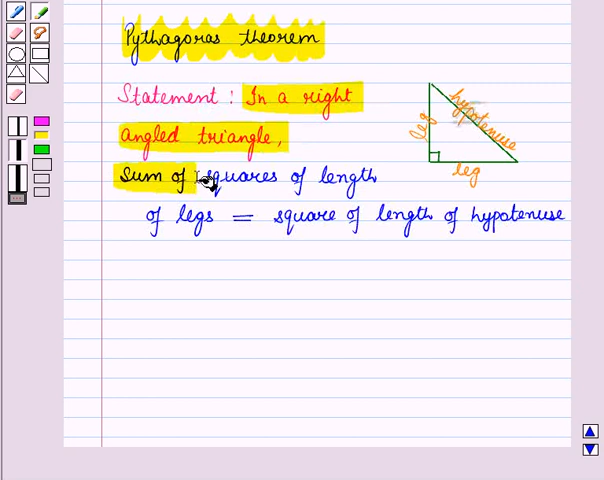 Pythagoras theorem
Statement : In a right
angled triangle,
Sum of squares of length
of legs = square of length of hypotenuse
leg
hypotenuse
leg